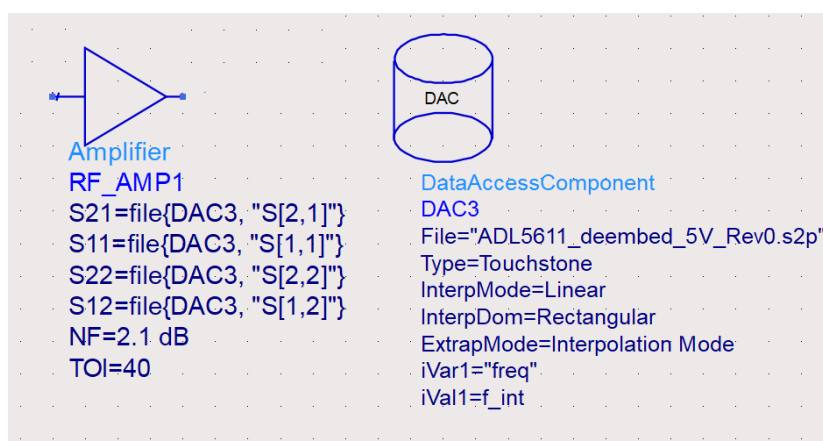 Amplifier
RF_AMP1
S21=file{DAC3, "S[2,1]"}
S11=file{DAC3, "S[1,1]"}
S22=file{DAC3, "S[2,2]"}
S12=file{DAC3, "S[1,2]"}
NF=2.1 dB
TOI=40
DAC
DataAccessComponent
DAC3
File="ADL5611_deembed_5V_Rev0.s2p"
Type=Touchstone
InterpMode=Linear
InterpDom=Rectangular
ExtrapMode=Interpolation Mode
iVar1="freq"
iVal1=f_int